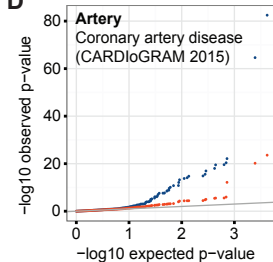 D
Artery
Coronary artery disease
(CARDIoGRAM 2015)
80
60
40
20
0
−log10 observed p−value
0 1 2 3
−log10 expected p−value